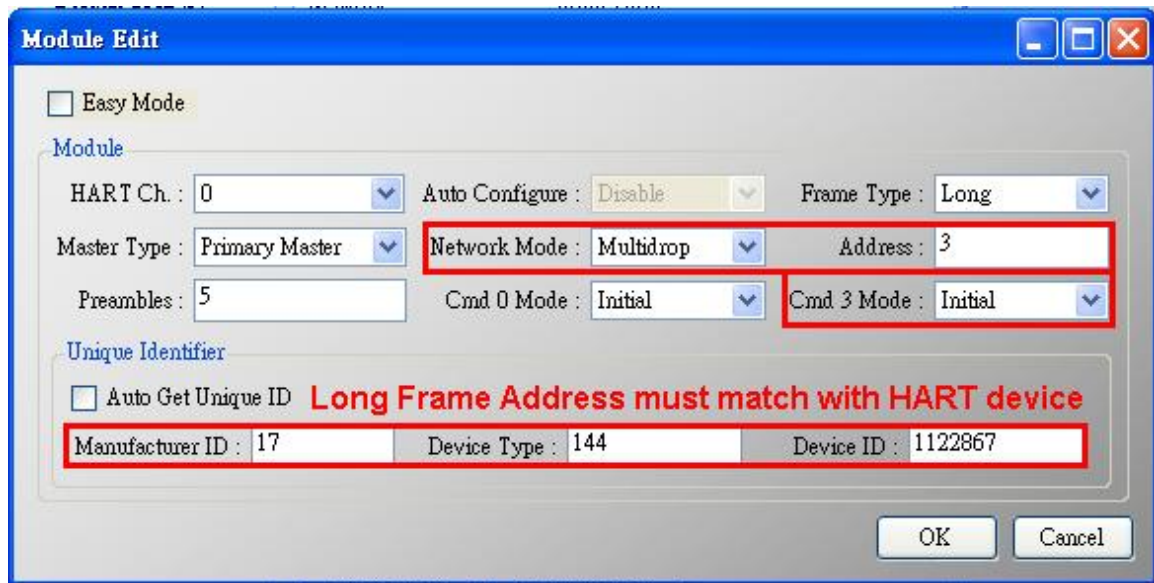 Module Edit
Easy Mode
Module
HART Ch. : 0 Auto Configure : Disable Frame Type : Long
Master Type : Primary Master Network Mode : Multidrop Address : 3
Preambles : 5 Cmd 0 Mode : Initial Cmd 3 Mode : Initial
Unique Identifier
Auto Get Unique ID Long Frame Address must match with HART device
Manufacturer ID : 17 Device Type : 144 Device ID : 1122867
OK Cancel